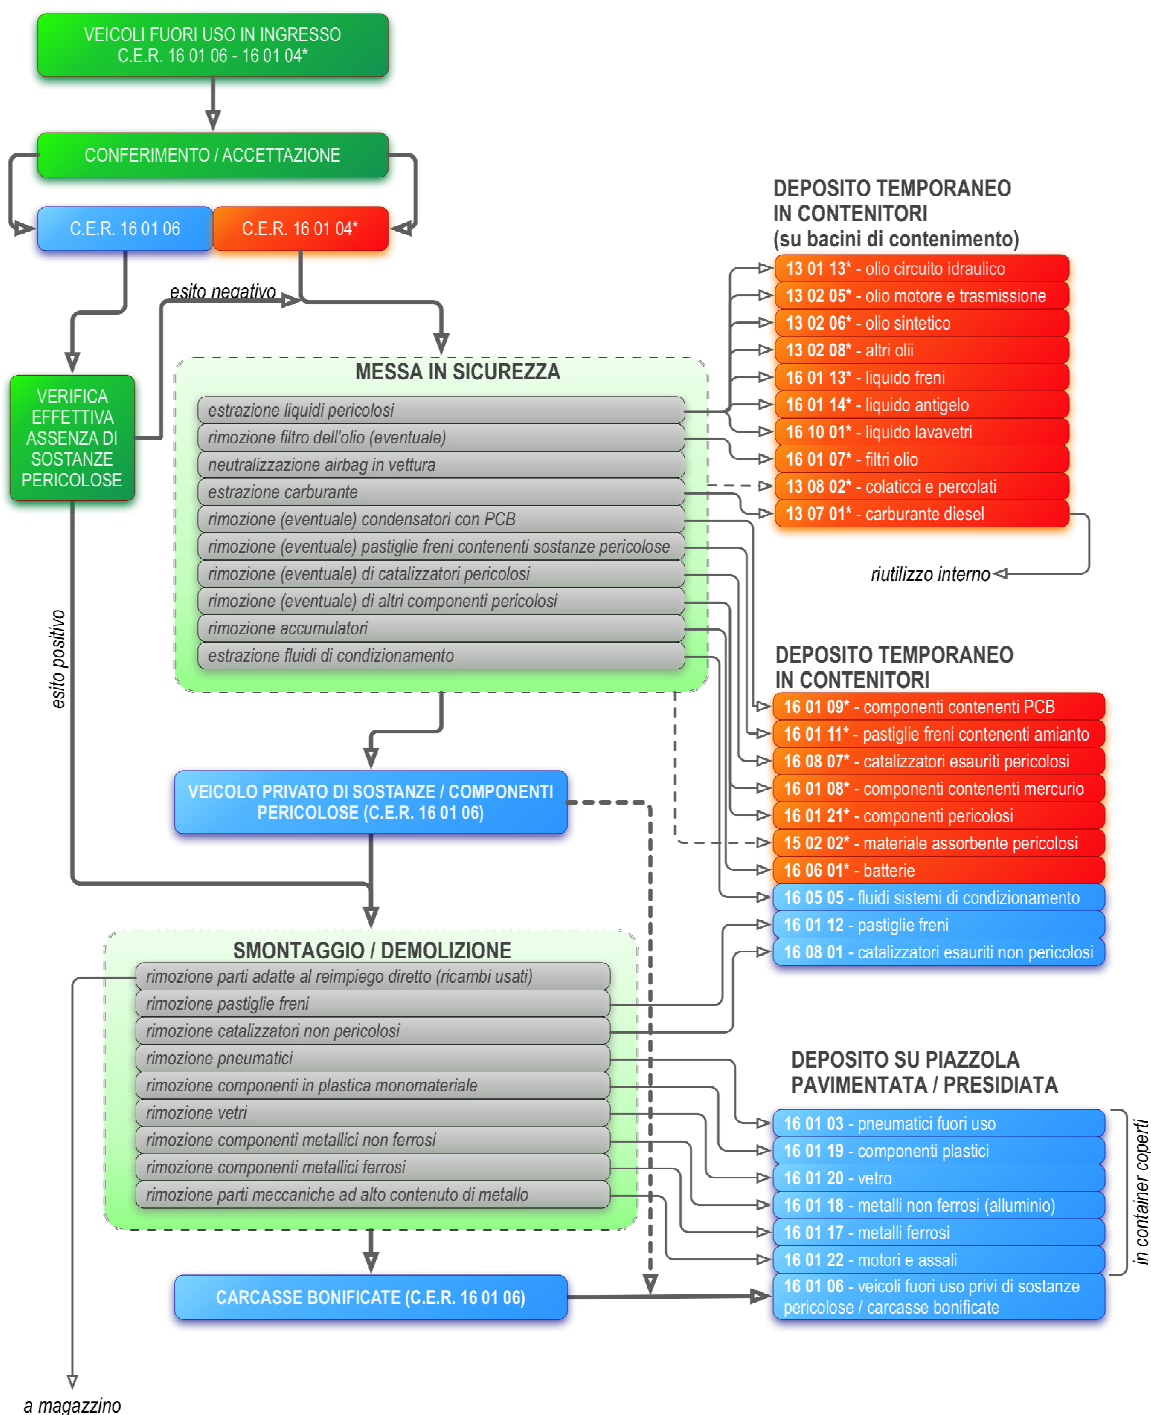 VEICOLI FUORI USO IN INGRESSO
C.E.R. 16 01 06 - 16 01 04*
CONFERIMENTO / ACCETTAZIONE
C.E.R. 16 01 06
C.E.R. 16 01 04*
esito negativo
VERIFICA
EFFETTIVA
ASSENZA DI
SOSTANZE
PERICOLOSE
esito positivo
MESSA IN SICUREZZA
estrazione liquidi pericolosi
rimozione filtro dell'olio (eventuale)
neutralizzazione airbag in vettura
estrazione carburante
rimozione (eventuale) condensatori con PCB
rimozione (eventuale) pastiglie freni contenenti sostanze pericolose
rimozione (eventuale) di catalizzatori pericolosi
rimozione (eventuale) di altri componenti pericolosi
rimozione accumulatori
estrazione fluidi di condizionamento
DEPOSITO TEMPORANEO
IN CONTENITORI
(su bacini di contenimento)
13 01 13* - olio circuito idraulico
13 02 05* - olio motore e trasmissione
13 02 06* - olio sintetico
13 02 08* - altri olii
16 01 13* - liquido freni
16 01 14* - liquido antigelo
16 10 01* - liquido lavavetri
16 01 07* - filtri olio
13 08 02* - colaticci e percolati
13 07 01* - carburante diesel
riutilizzo interno
DEPOSITO TEMPORANEO
IN CONTENITORI
16 01 09* - componenti contenenti PCB
16 01 11* - pastiglie freni contenenti amianto
16 08 07* - catalizzatori esauriti pericolosi
16 01 08* - componenti contenenti mercurio
16 01 21* - componenti pericolosi
15 02 02* - materiale assorbente pericolosi
16 06 01* - batterie
16 05 05 - fluidi sistemi di condizionamento
16 01 12 - pastiglie freni
16 08 01 - catalizzatori esauriti non pericolosi
VEICOLO PRIVATO DI SOSTANZE / COMPONENTI
PERICOLOSE (C.E.R. 16 01 06)
SMONTAGGIO / DEMOLIZIONE
rimozione parti adatte al reimpiego diretto (ricambi usati)
rimozione pastiglie freni
rimozione catalizzatori non pericolosi
rimozione pneumatici
rimozione componenti in plastica monomateriale
rimozione vetri
rimozione componenti metallici non ferrosi
rimozione componenti metallici ferrosi
rimozione parti meccaniche ad alto contenuto di metallo
DEPOSITO SU PIAZZOLA
PAVIMENTATA / PRESIDIATA
16 01 03 - pneumatici fuori uso
16 01 19 - componenti plastici
16 01 20 - vetro
16 01 18 - metalli non ferrosi (alluminio)
16 01 17 - metalli ferrosi
16 01 22 - motori e assali
16 01 06 - veicoli fuori uso privi di sostanze
pericolose / carcasse bonificate
in container coperti
CARCASSE BONIFICATE (C.E.R. 16 01 06)
a magazzino